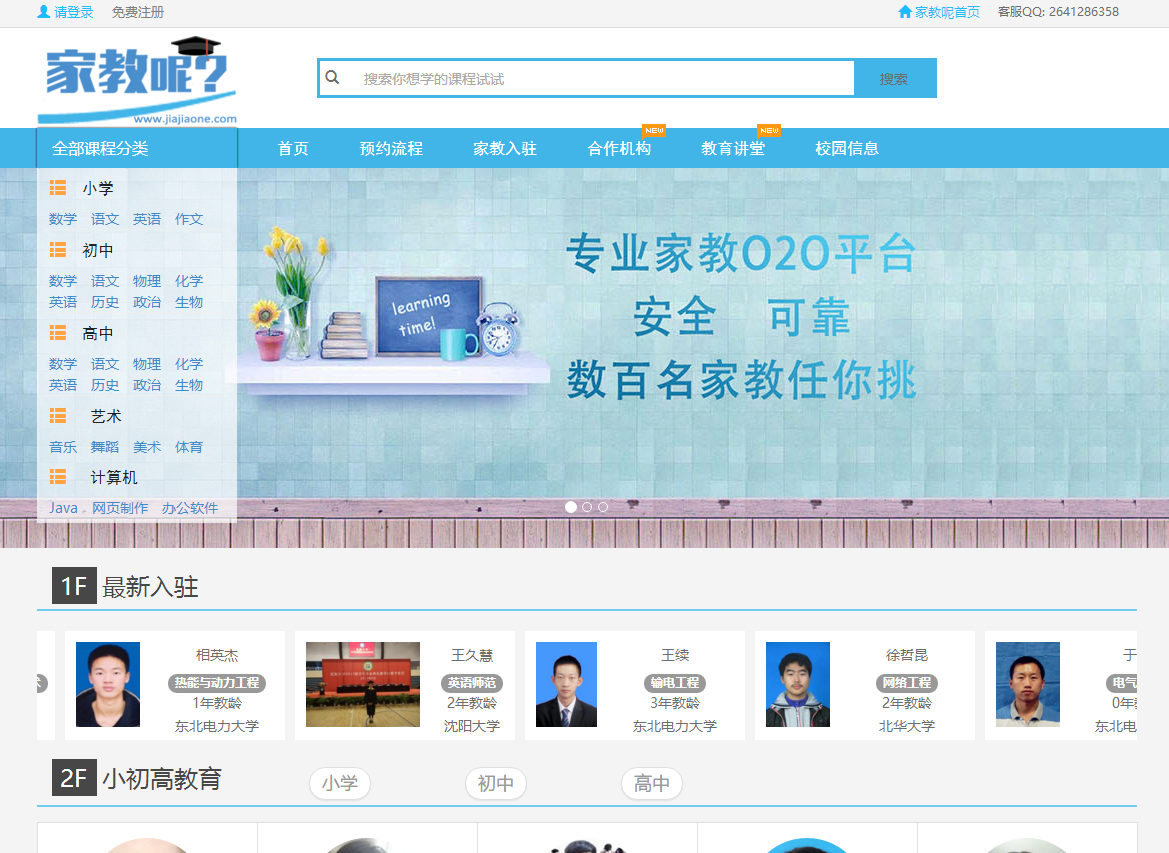 请登录 免费注册 家教呢首页 客服QQ: 2641286358
家教呢?
www.jiajiaone.com
搜索你想学的课程试试 搜索
全部课程分类 首页 预约流程 家教入驻 合作机构 NEW 教育讲堂 NEW 校园信息
小学
数学 语文 英语 作文
初中
数学 语文 物理 化学
英语 历史 政治 生物
高中
数学 语文 物理 化学
英语 历史 政治 生物
艺术
音乐 舞蹈 美术 体育
计算机
Java 网页制作 办公软件
learning
time!
专业家教O2O平台
安全 可靠
数百名家教任你挑
1F 最新入驻
相英杰
热能与动力工程
1年教龄
东北电力大学
王久慧
英语师范
2年教龄
沈阳大学
王续
输电工程
3年教龄
东北电力大学
徐哲昆
网络工程
2年教龄
北华大学
于
电气
0年
东北电
2F 小初高教育 小学 初中 高中